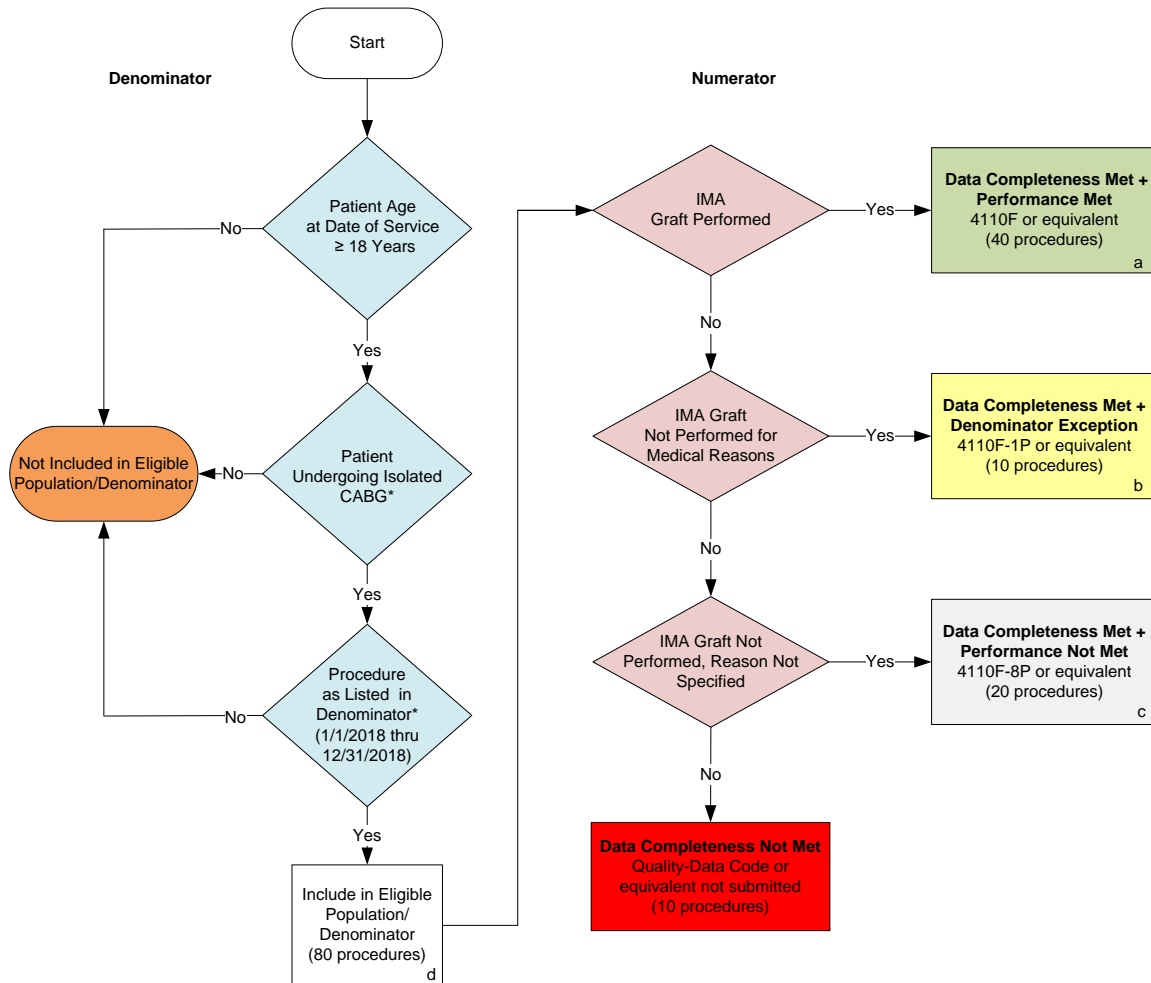 Start
Denominator
Numerator
Patient Age
at Date of Service
≥ 18 Years
No
Yes
Patient
Undergoing Isolated
CABG*
No
Not Included in Eligible
Population/Denominator
Yes
Procedure
as Listed in
Denominator*
(1/1/2018 thru
12/31/2018)
No
Yes
Include in Eligible
Population/
Denominator
(80 procedures)
d
IMA
Graft Performed
Yes
Data Completeness Met +
Performance Met
4110F or equivalent
(40 procedures)
a
No
IMA Graft
Not Performed for
Medical Reasons
Yes
Data Completeness Met +
Denominator Exception
4110F-1P or equivalent
(10 procedures)
b
No
IMA Graft Not
Performed, Reason Not
Specified
Yes
Data Completeness Met +
Performance Not Met
4110F-8P or equivalent
(20 procedures)
c
No
Data Completeness Not Met
Quality-Data Code or
equivalent not submitted
(10 procedures)